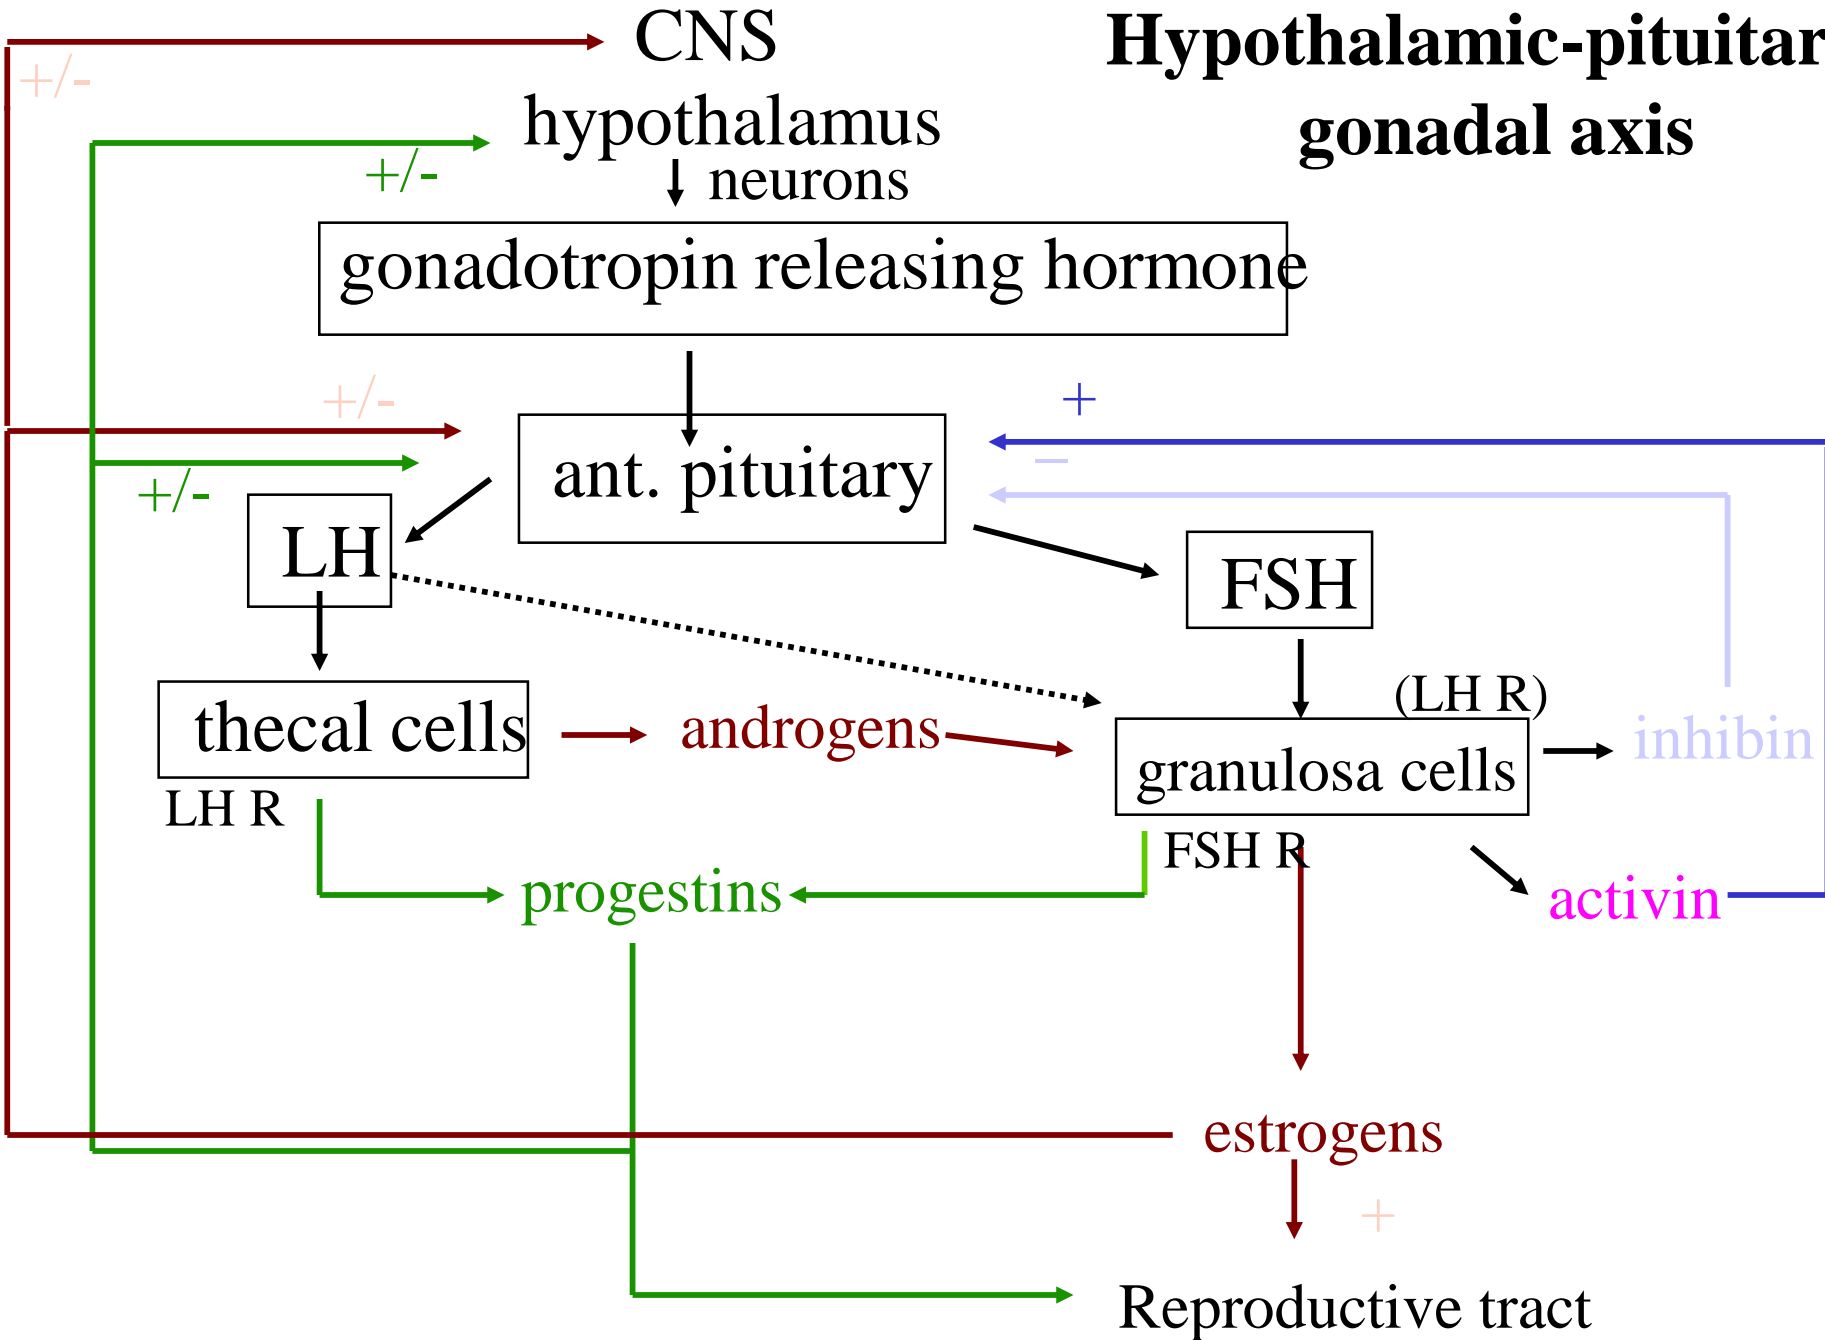 CNS
Hypothalamic-pituitar
gonadal axis
+/-
hypothalamus
+/-
neurons
gonadotropin releasing hormone
+/-
+
ant. pituitary
−
+/-
LH
FSH
(LH R)
thecal cells
androgens
granulosa cells
inhibin
LH R
FSH R
progestins
activin
estrogens
+
Reproductive tract